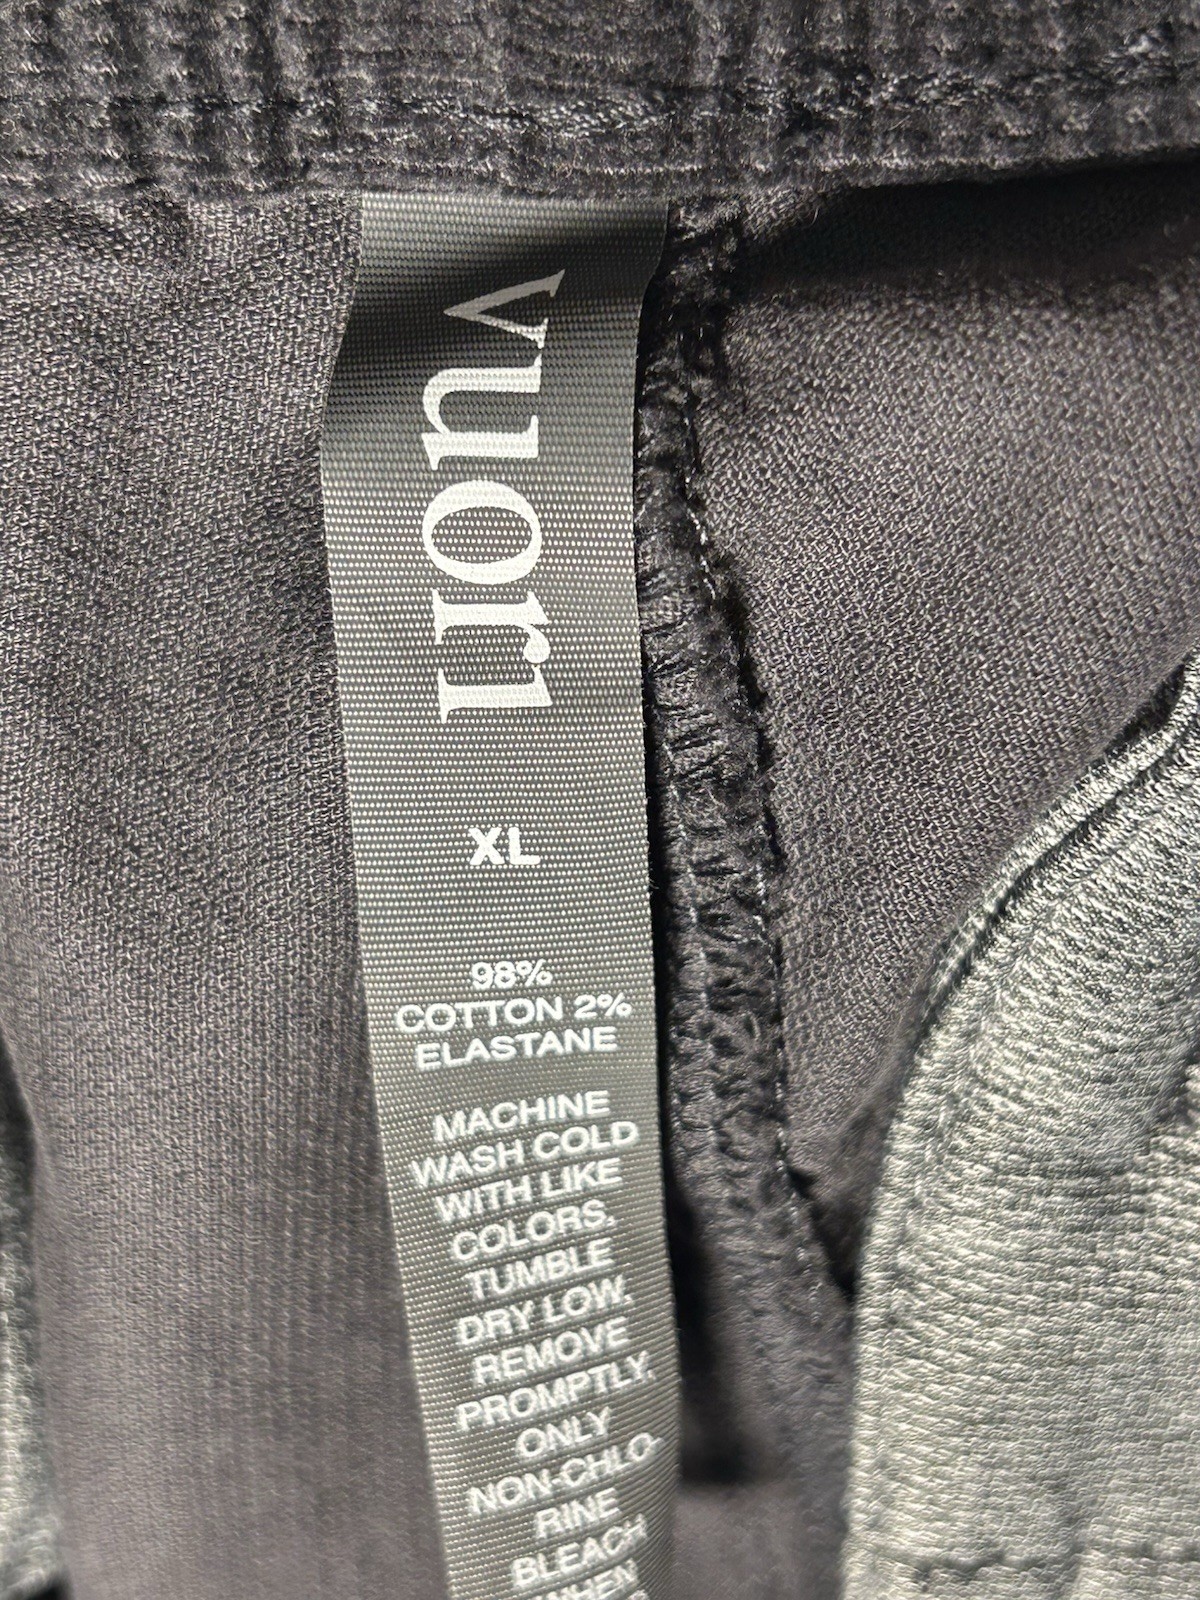 vuori
XL
98%
COTTON 2%
ELASTANE
MACHINE
WASH COLD
WITH LIKE
COLORS.
TUMBLE
DRY LOW.
REMOVE
PROMPTLY.
ONLY
NON-CHLO-
RINE
BLEACH
WHEN